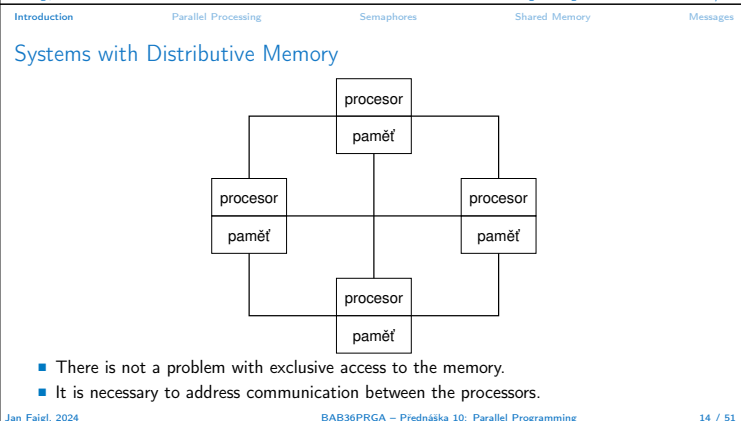 Introduction Parallel Processing Semaphores Shared Memory Messages
Systems with Distributive Memory
procesor
paměť
procesor procesor
paměť paměť
procesor
paměť
There is not a problem with exclusive access to the memory.
It is necessary to address communication between the processors.
Jan Faigl, 2024 BAB36PRGA – Přednáška 10: Parallel Programming 14 / 51